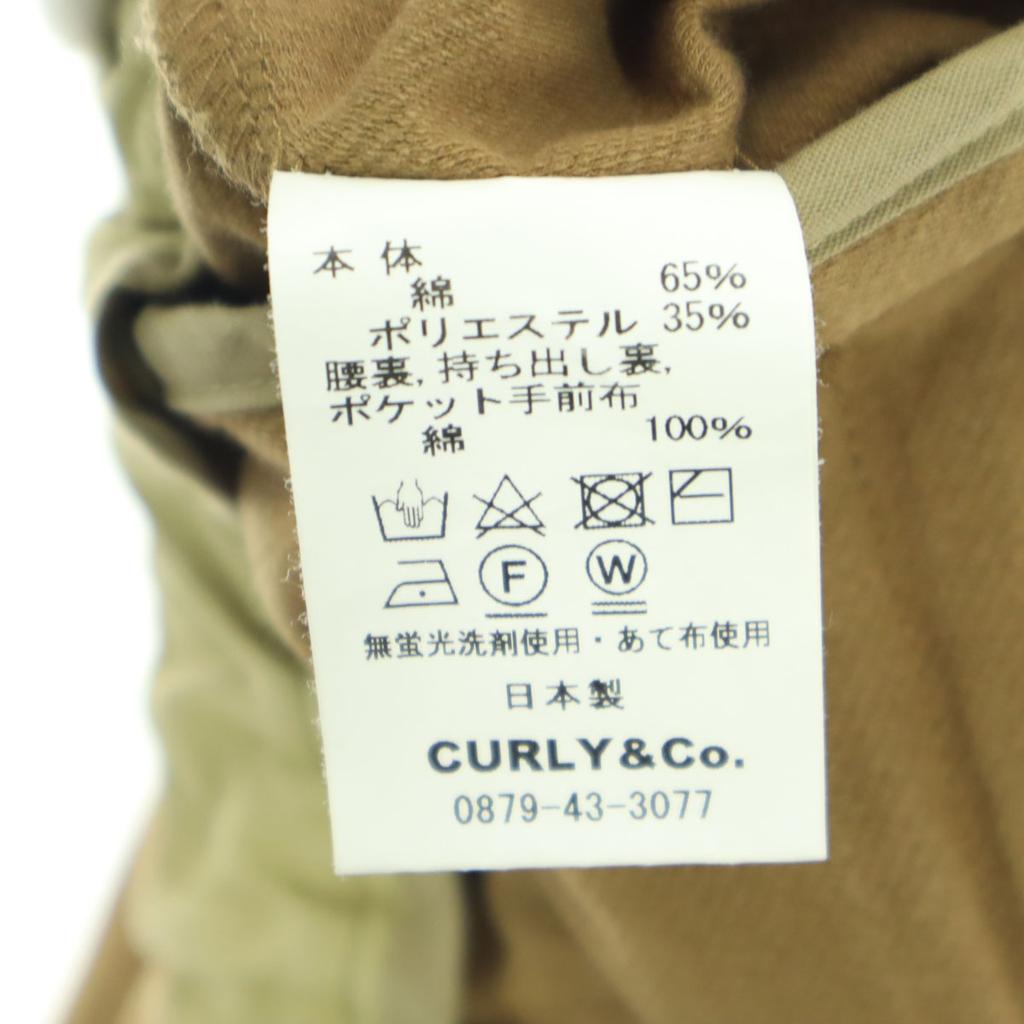 本 体
綿 65%
ポリエステル 35%
腰裏,持ち出し裏,
ポケット手前布
綿 100%
F W
無蛍光洗剤使用・あて布使用
日本製
CURLY&Co.
0879-43-3077